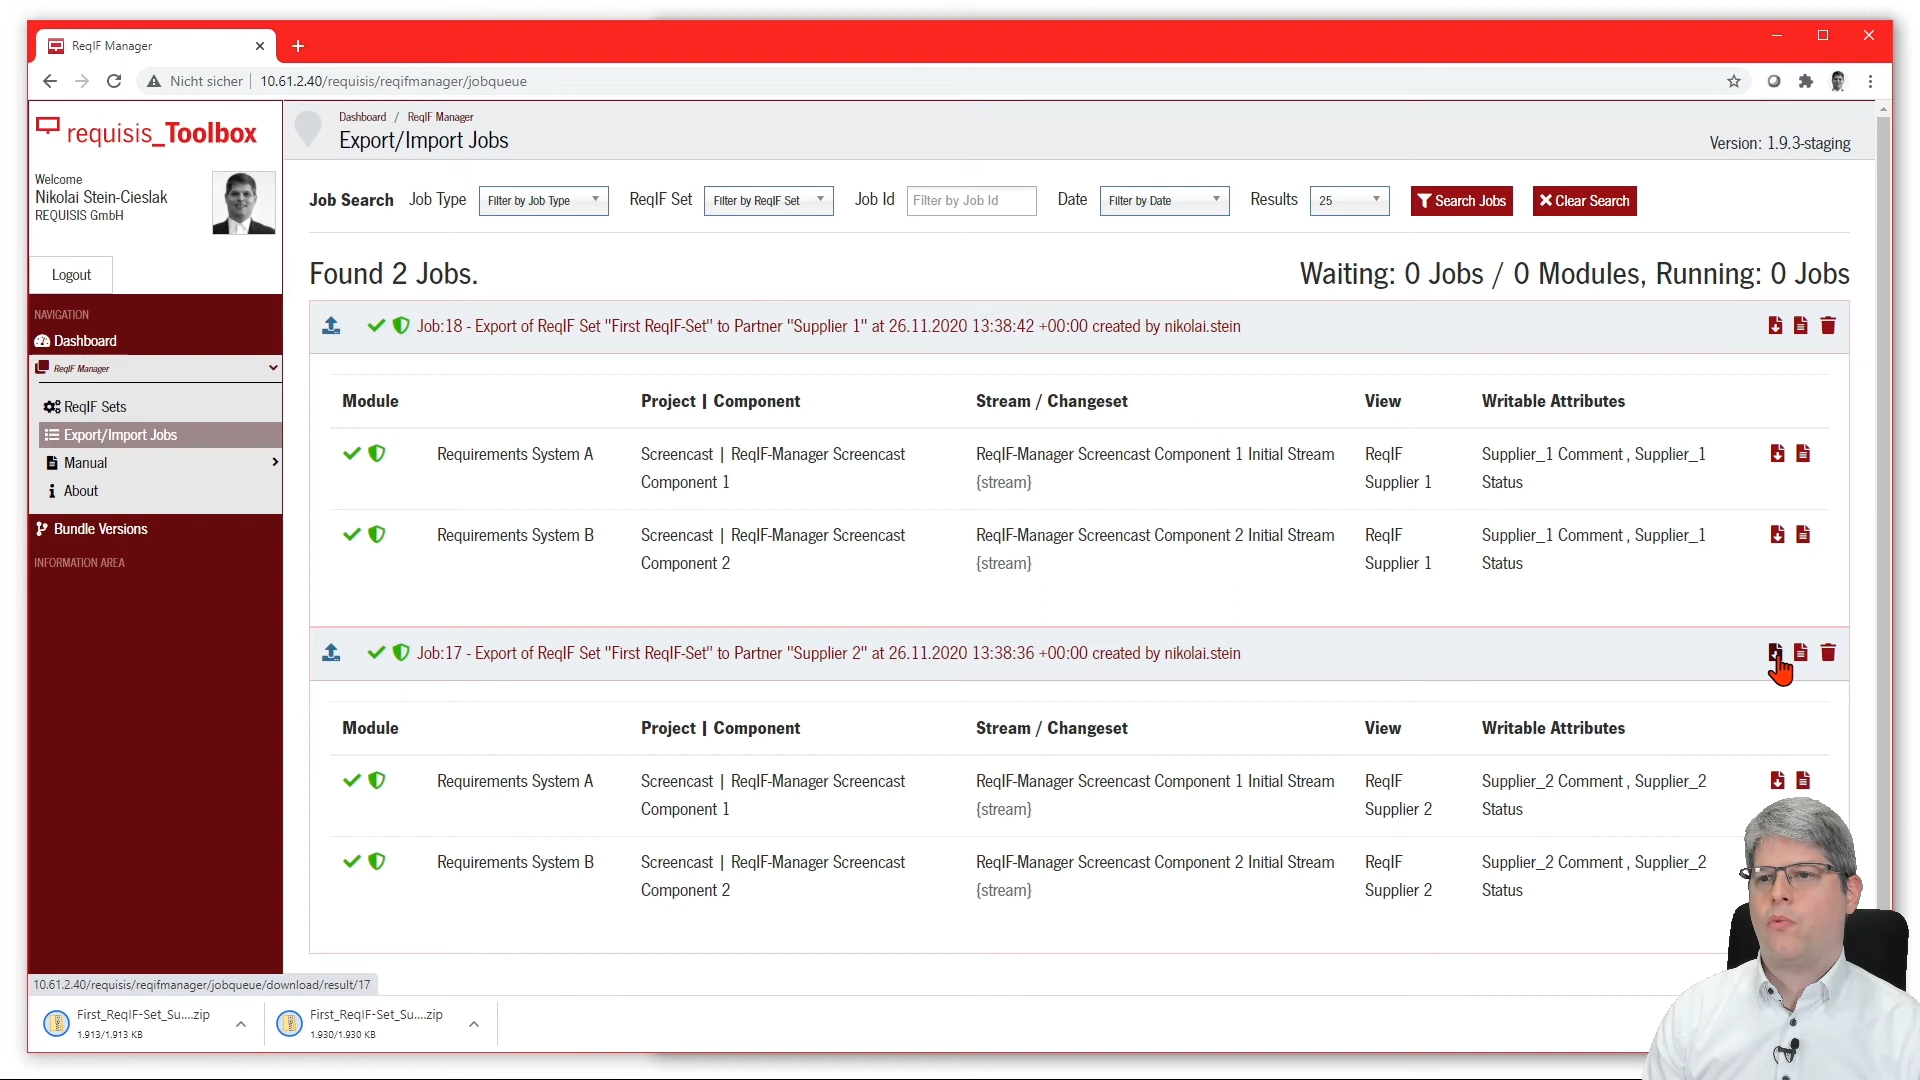 ReqIF Manager
Nicht sicher 10.61.2.40/requisis/reqifmanager/jobqueue
requisis_Toolbox
Welcome
Nikolai Stein-Cieslak
REQUISIS GmbH
Logout
NAVIGATION
Dashboard
ReqIF Manager
ReqIF Sets
Export/Import Jobs
Manual
About
Bundle Versions
INFORMATION AREA
Dashboard / ReqIF Manager
Export/Import Jobs
Version: 1.9.3-staging
Job Search Job Type Filter by Job Type ReqIF Set Filter by ReqIF Set Job Id Filter by Job Id Date Filter by Date Results 25 Search Jobs Clear Search
Found 2 Jobs. Waiting: 0 Jobs / 0 Modules, Running: 0 Jobs
Job:18 - Export of ReqIF Set "First ReqIF-Set" to Partner "Supplier 1" at 26.11.2020 13:38:42 +00:00 created by nikolai.stein
Module Project | Component Stream / Changeset View Writable Attributes
Requirements System A Screencast | ReqIF-Manager Screencast ReqIF-Manager Screencast Component 1 Initial Stream ReqIF Supplier_1 Comment , Supplier_1
Component 1 {stream} Supplier 1 Status
Requirements System B Screencast | ReqIF-Manager Screencast ReqIF-Manager Screencast Component 2 Initial Stream ReqIF Supplier_1 Comment , Supplier_1
Component 2 {stream} Supplier 1 Status
Job:17 - Export of ReqIF Set "First ReqIF-Set" to Partner "Supplier 2" at 26.11.2020 13:38:36 +00:00 created by nikolai.stein
Module Project | Component Stream / Changeset View Writable Attributes
Requirements System A Screencast | ReqIF-Manager Screencast ReqIF-Manager Screencast Component 1 Initial Stream ReqIF Supplier_2 Comment , Supplier_2
Component 1 {stream} Supplier 2 Status
Requirements System B Screencast | ReqIF-Manager Screencast ReqIF-Manager Screencast Component 2 Initial Stream ReqIF Supplier_2 Comment , Supplier_2
Component 2 {stream} Supplier 2 Status
10.61.2.40/requisis/reqifmanager/jobqueue/download/result/17
First_ReqIF-Set_Su....zip First_ReqIF-Set_Su....zip
1.913/1.913 KB 1.930/1.930 KB